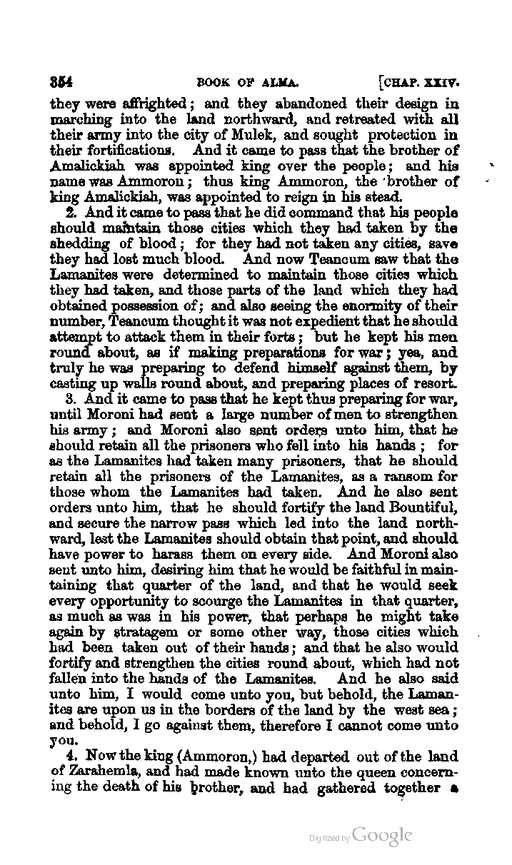 354 BOOK OF ALMA. [CHAP. XXIV.
they were affrighted; and they abandoned their design in
marching into the land northward, and retreated with all
their army into the city of Mulek, and sought protection in
their fortifications. And it came to pass that the brother of
Amalickiah was appointed king over the people; and his
name was Ammoron; thus king Ammoron, the brother of
king Amalickiah, was appointed to reign in his stead.
2. And it came to pass that he did command that his people
should maintain those cities which they had taken by the
shedding of blood; for they had not taken any cities, save
they had lost much blood. And now Teancum saw that the
Lamanites were determined to maintain those cities which
they had taken, and those parts of the land which they had
obtained possession of; and also seeing the enormity of their
number, Teancum thought it was not expedient that he should
attempt to attack them in their forts; but he kept his men
round about, as if making preparations for war; yea, and
truly he was preparing to defend himself against them, by
casting up walls round about, and preparing places of resort.
3. And it came to pass that he kept thus preparing for war,
until Moroni had sent a large number of men to strengthen
his army; and Moroni also sent orders unto him, that he
should retain all the prisoners who fell into his hands; for
as the Lamanites had taken many prisoners, that he should
retain all the prisoners of the Lamanites, as a ransom for
those whom the Lamanites had taken. And he also sent
orders unto him, that he should fortify the land Bountiful,
and secure the narrow pass which led into the land north-
ward, lest the Lamanites should obtain that point, and should
have power to harass them on every side. And Moroni also
sent unto him, desiring him that he would be faithful in main-
taining that quarter of the land, and that he would seek
every opportunity to scourge the Lamanites in that quarter,
as much as was in his power, that perhaps he might take
again by stratagem or some other way, those cities which
had been taken out of their hands; and that he also would
fortify and strengthen the cities round about, which had not
fallen into the hands of the Lamanites. And he also said
unto him, I would come unto you, but behold, the Laman-
ites are upon us in the borders of the land by the west sea;
and behold, I go against them, therefore I cannot come unto
you.
4. Now the king (Ammoron,) had departed out of the land
of Zarahemla, and had made known unto the queen concern-
ing the death of his brother, and had gathered together a
Digitized by Google